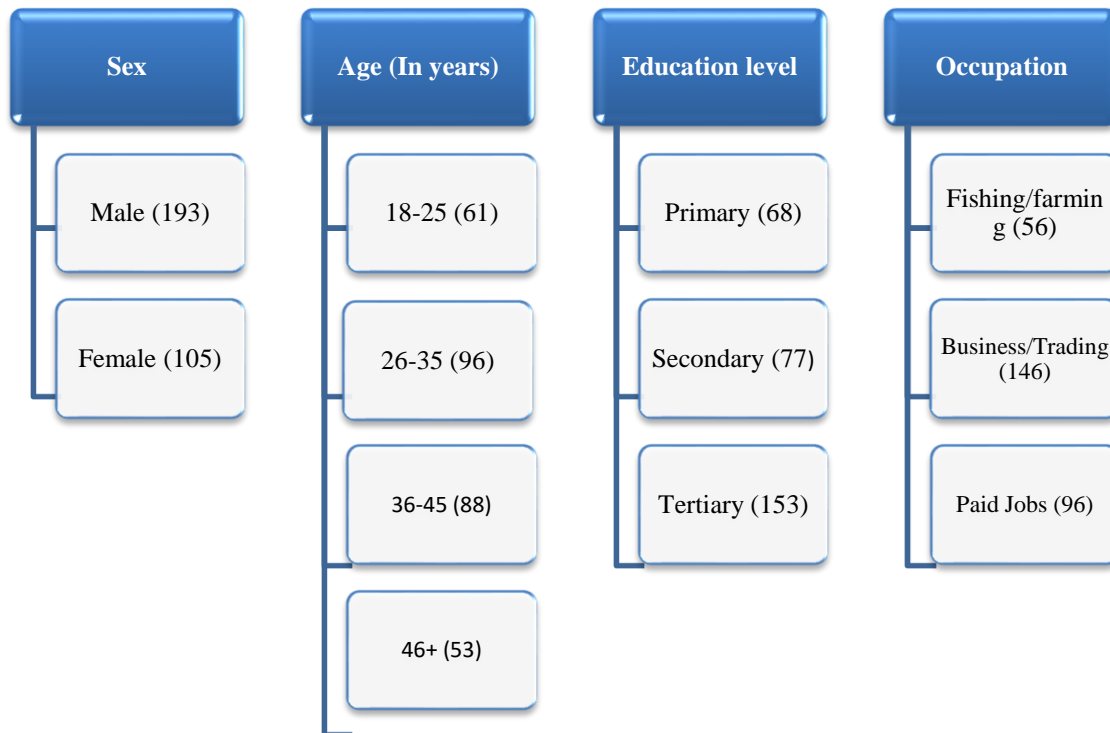 Sex
Male (193)
Female (105)
Age (In years)
18-25 (61)
26-35 (96)
36-45 (88)
46+ (53)
Education level
Primary (68)
Secondary (77)
Tertiary (153)
Occupation
Fishing/farmin
g (56)
Business/Trading
(146)
Paid Jobs (96)